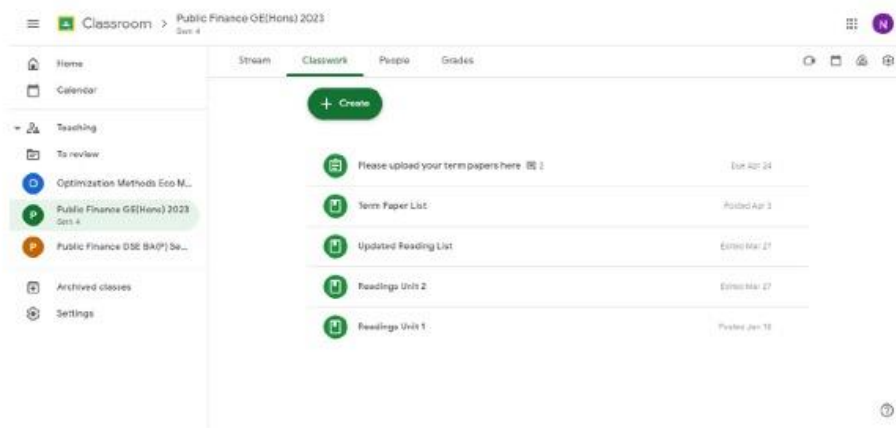 Classroom > Public Finance GE(Hons) 2023
Sem 4
N
Home
Calendar
Teaching
To review
O Optimization Methods Eco M...
P Public Finance GE(Hons) 2023
Sem 4
P Public Finance DSE BA(P) Se...
Archived classes
Settings
Stream Classwork People Grades
+ Create
Please upload your term papers here 2
Due Apr 24
Term Paper List
Posted Apr 3
Updated Reading List
Edited Mar 27
Readings Unit 2
Edited Mar 27
Readings Unit 1
Posted Jan